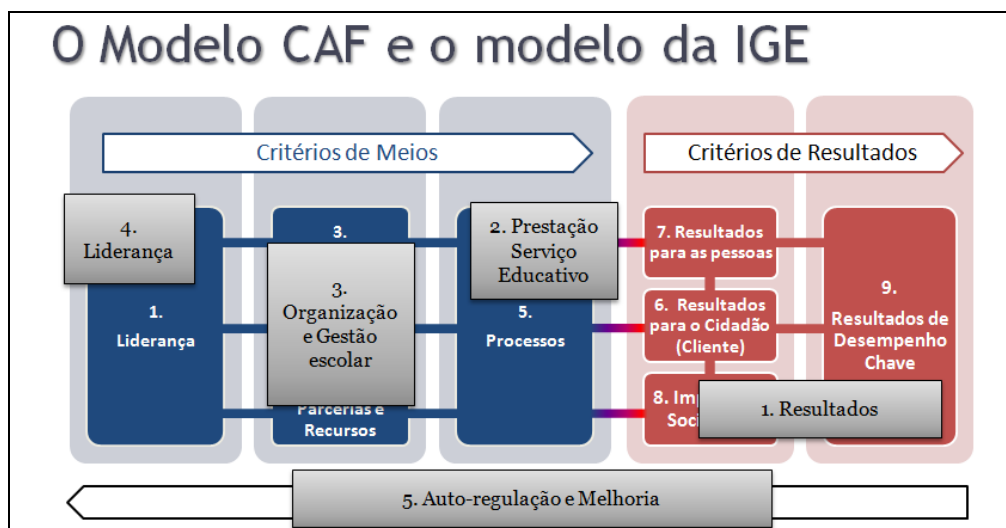 O Modelo CAF e o modelo da IGE
Critérios de Meios
Critérios de Resultados
4.
Liderança
1.
Liderança
3.
3.
Organização
e Gestão
escolar
Parcerias e
Recursos
2. Prestação
Serviço
Educativo
5.
Processos
7. Resultados
para as pessoas
6. Resultados
para o Cidadão
(Cliente)
8. Imp
Soci
9.
Resultados de
Desempenho
Chave
1. Resultados
5. Auto-regulação e Melhoria